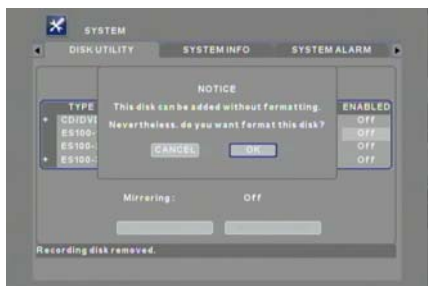 SYSTEM
DISK UTILITY SYSTEM INFO SYSTEM ALARM
NOTICE
This disk can be added without formatting.
Nevertheless. do you want format this disk?
CANCEL OK
TYPE ENABLED
CD/DVD Off
ES100- Off
ES100- Off
ES100- Off
Mirroring : Off
Recording disk removed.